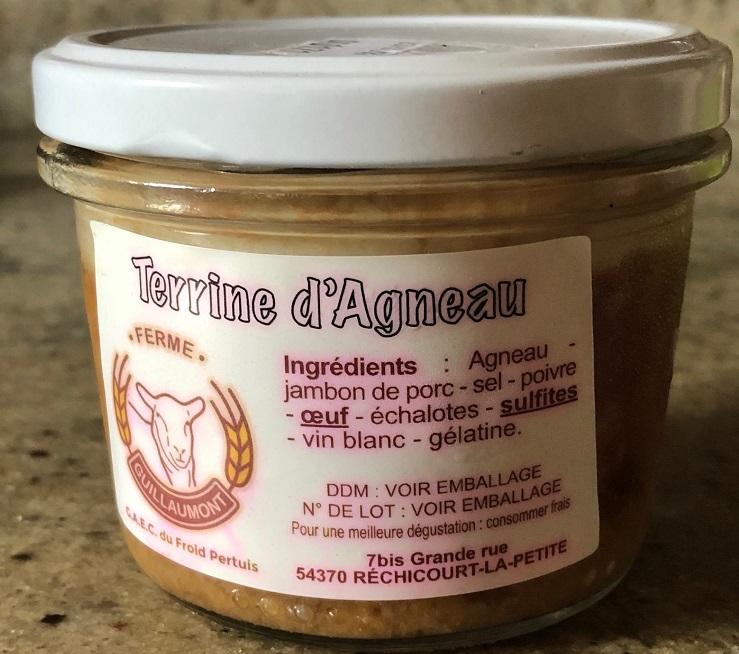 Terrine d'Agneau
• FERME •
GUILLAUMONT
G.A.E.C. du Froid Pertuis
Ingrédients : Agneau -
jambon de porc - sel - poivre
- œuf - échalotes - sulfites
- vin blanc - gélatine.
DDM : VOIR EMBALLAGE
N° DE LOT : VOIR EMBALLAGE
Pour une meilleure dégustation : consommer frais
7bis Grande rue
54370 RÉCHICOURT-LA-PETITE